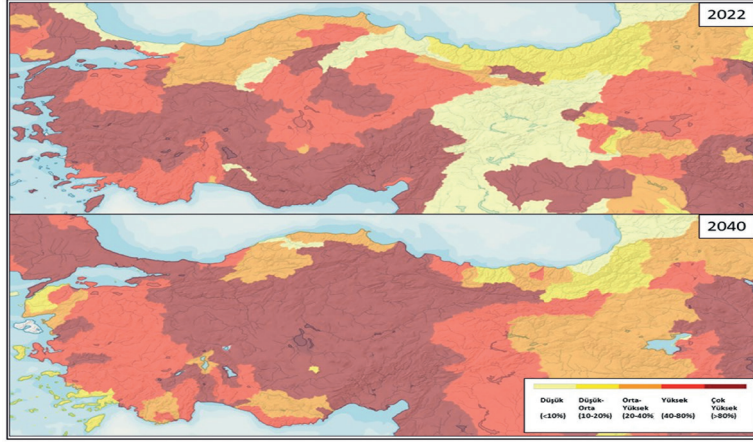 2022
2040
Düşük Düşük- Orta- Yüksek Çok
Orta Yüksek Yüksek
(<10%) (10-20%) (20-40% (40-80%) (>80%)